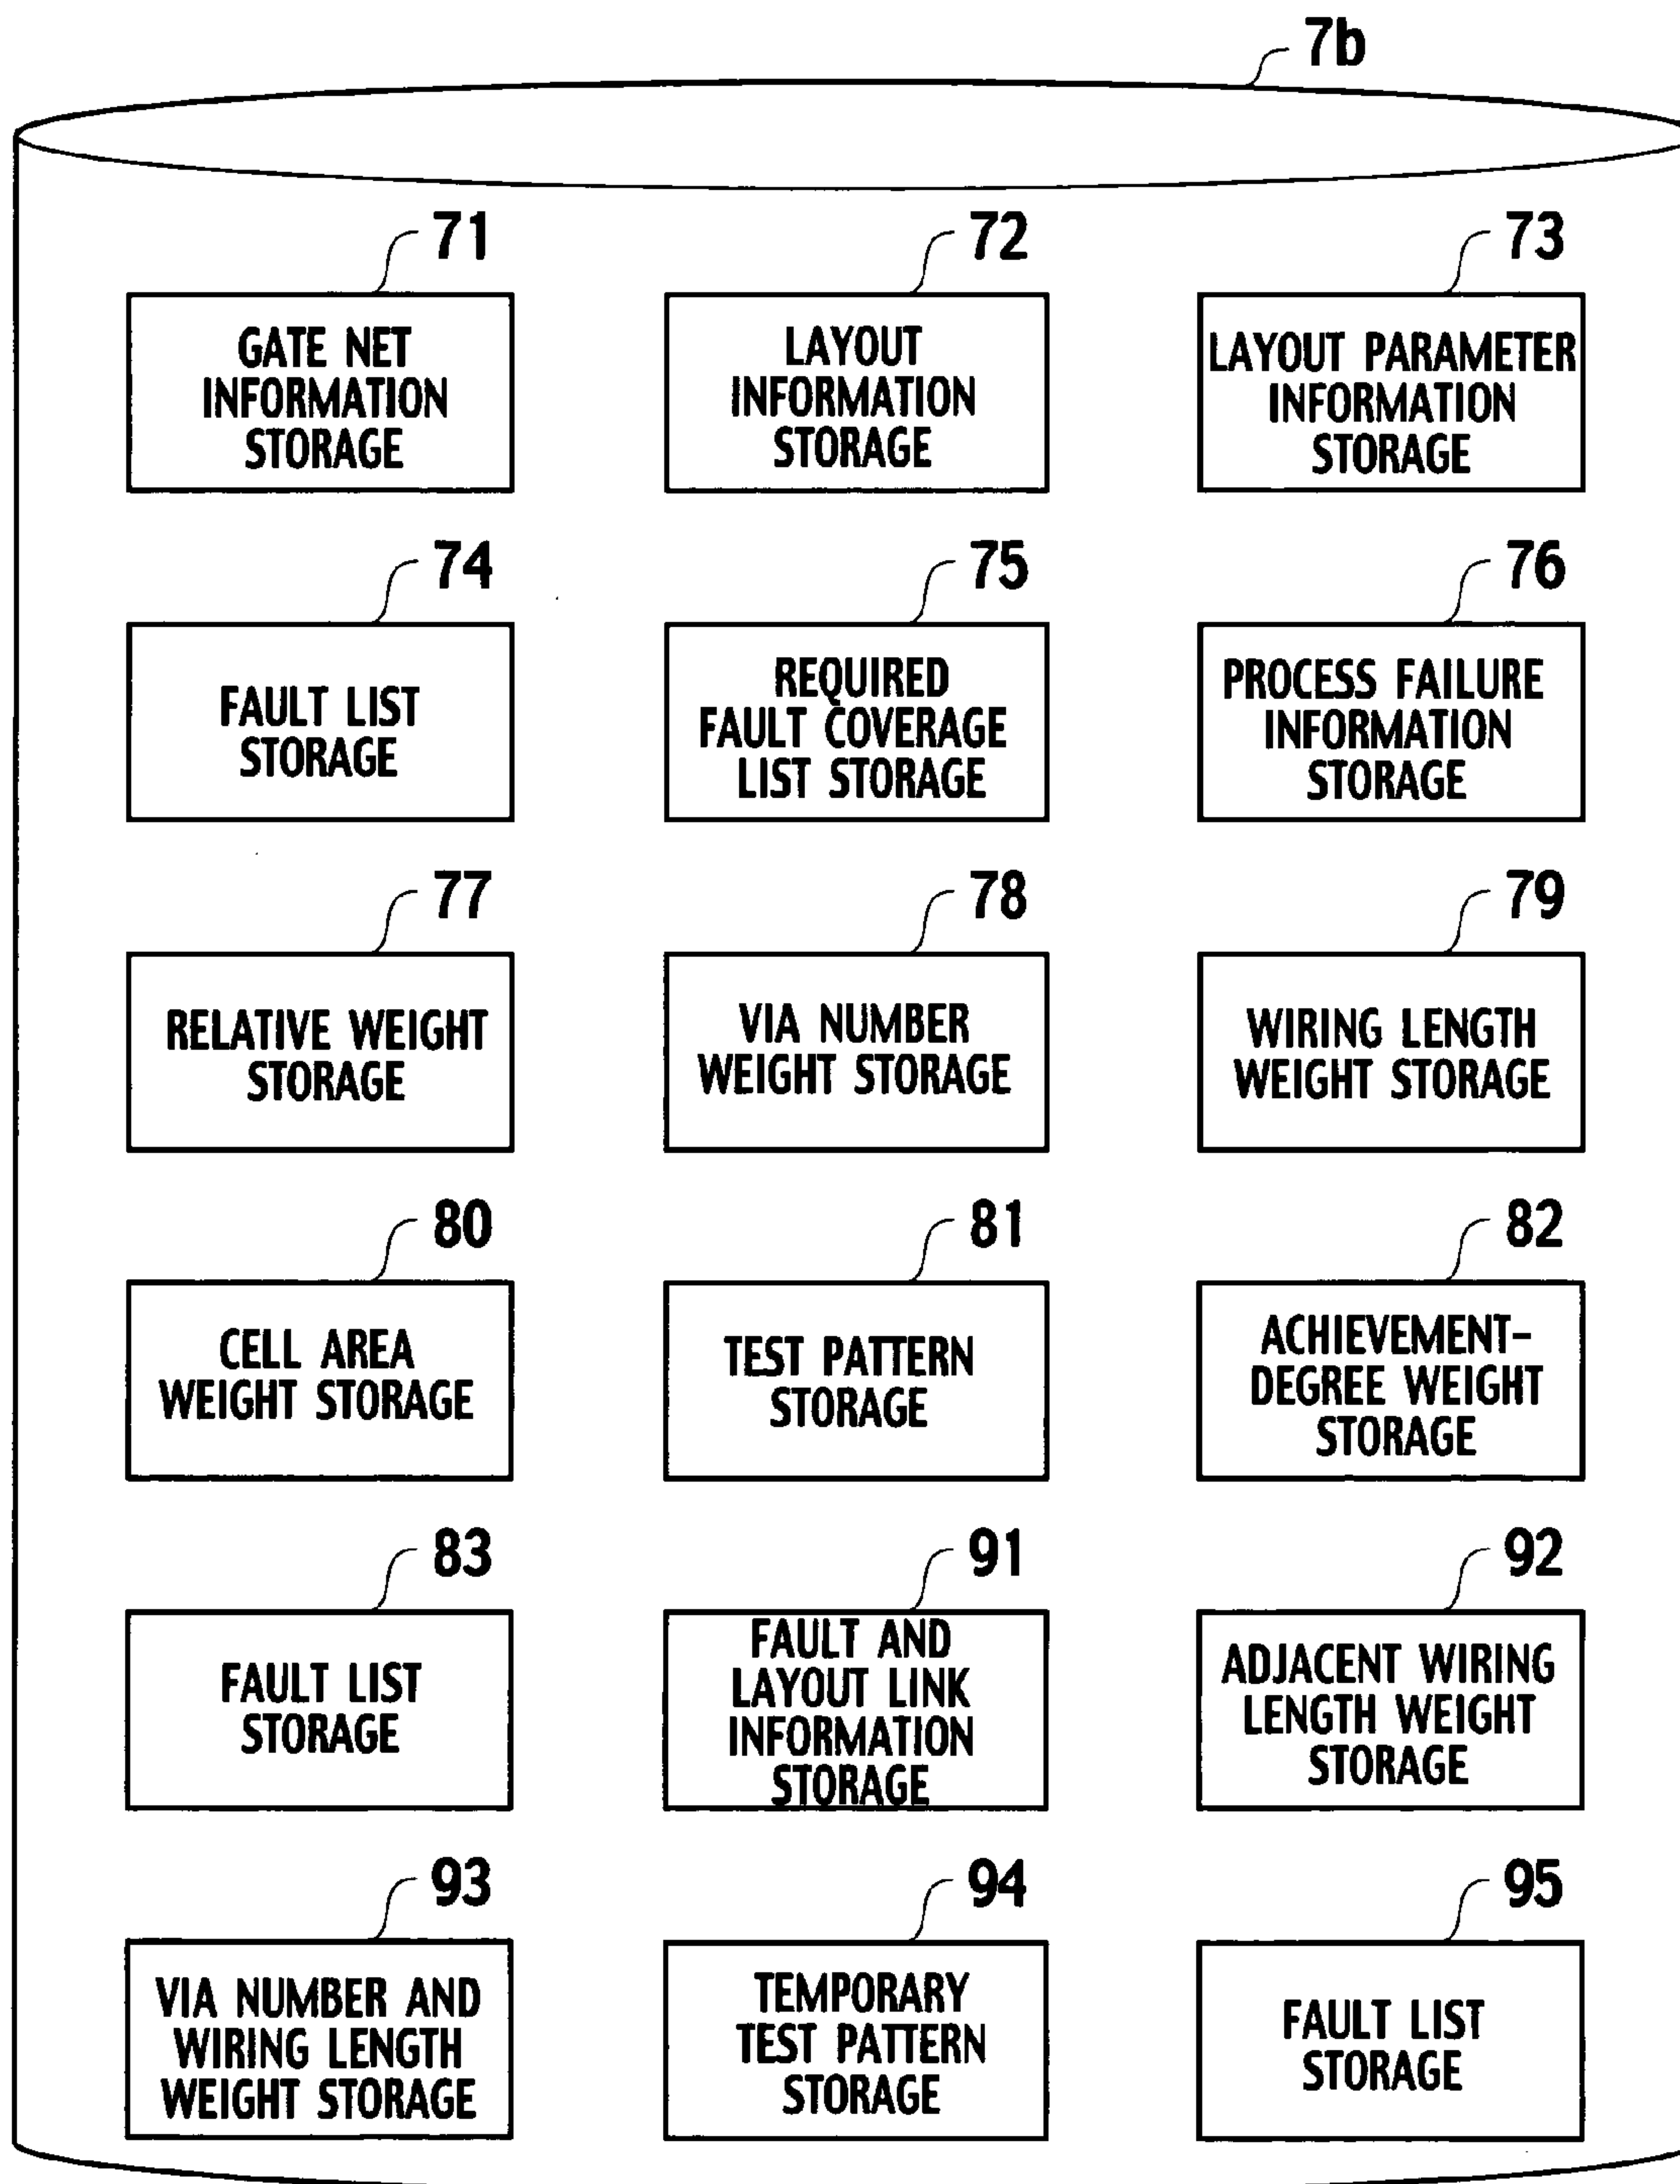 7b
71
72
73
GATE NET
INFORMATION
STORAGE
LAYOUT
INFORMATION
STORAGE
LAYOUT PARAMETER
INFORMATION
STORAGE
74
75
76
FAULT LIST
STORAGE
REQUIRED
FAULT COVERAGE
LIST STORAGE
PROCESS FAILURE
INFORMATION
STORAGE
77
78
79
RELATIVE WEIGHT
STORAGE
VIA NUMBER
WEIGHT STORAGE
WIRING LENGTH
WEIGHT STORAGE
80
81
82
CELL AREA
WEIGHT STORAGE
TEST PATTERN
STORAGE
ACHIEVEMENT-
DEGREE WEIGHT
STORAGE
83
91
92
FAULT LIST
STORAGE
FAULT AND
LAYOUT LINK
INFORMATION
STORAGE
ADJACENT WIRING
LENGTH WEIGHT
STORAGE
93
94
95
VIA NUMBER AND
WIRING LENGTH
WEIGHT STORAGE
TEMPORARY
TEST PATTERN
STORAGE
FAULT LIST
STORAGE